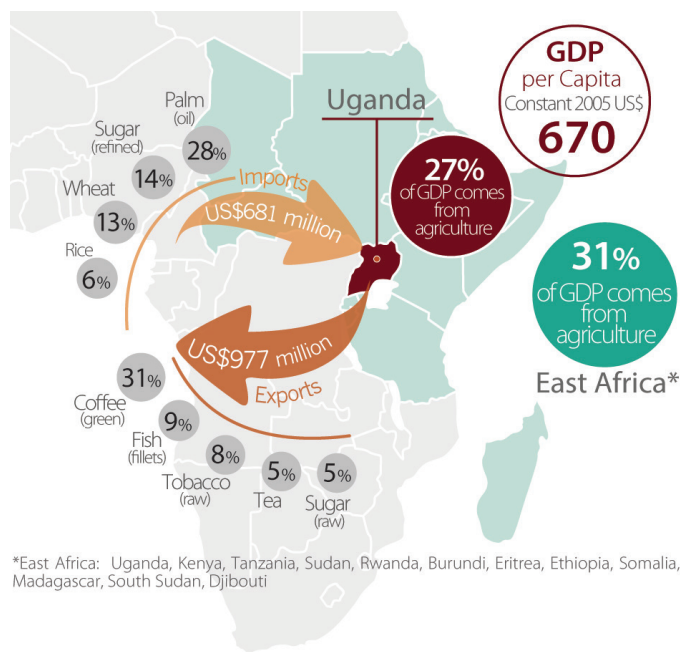 GDP
per Capita
Constant 2005 US$
670
Uganda
27%
of GDP comes
from
agriculture
31%
of GDP comes
from
agriculture
East Africa*
Palm
(oil)
28%
Sugar
(refined)
14%
Wheat
13%
Rice
6%
Imports
US$681 million
US$977 million
Exports
31%
Coffee
(green)
9%
Fish
(fillets)
8%
Tobacco
(raw)
5%
Tea
5%
Sugar
(raw)
*East Africa: Uganda, Kenya, Tanzania, Sudan, Rwanda, Burundi, Eritrea, Ethiopia, Somalia,
Madagascar, South Sudan, Djibouti